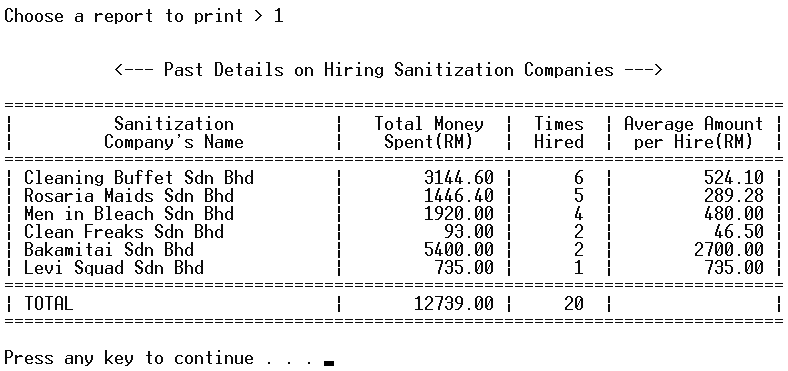 Choose a report to print > 1
<--- Past Details on Hiring Sanitization Companies --->
==============================================================================
| Sanitization | Total Money | Times | Average Amount |
| Company's Name | Spent(RM) | Hired | per Hire(RM) |
==============================================================================
| Cleaning Buffet Sdn Bhd | 3144.60 | 6 | 524.10 |
| Rosaria Maids Sdn Bhd | 1446.40 | 5 | 289.28 |
| Men in Bleach Sdn Bhd | 1920.00 | 4 | 480.00 |
| Clean Freaks Sdn Bhd | 93.00 | 2 | 46.50 |
| Bakamitai Sdn Bhd | 5400.00 | 2 | 2700.00 |
| Levi Squad Sdn Bhd | 735.00 | 1 | 735.00 |
==============================================================================
| TOTAL | 12739.00 | 20 | |
==============================================================================
Press any key to continue . . .